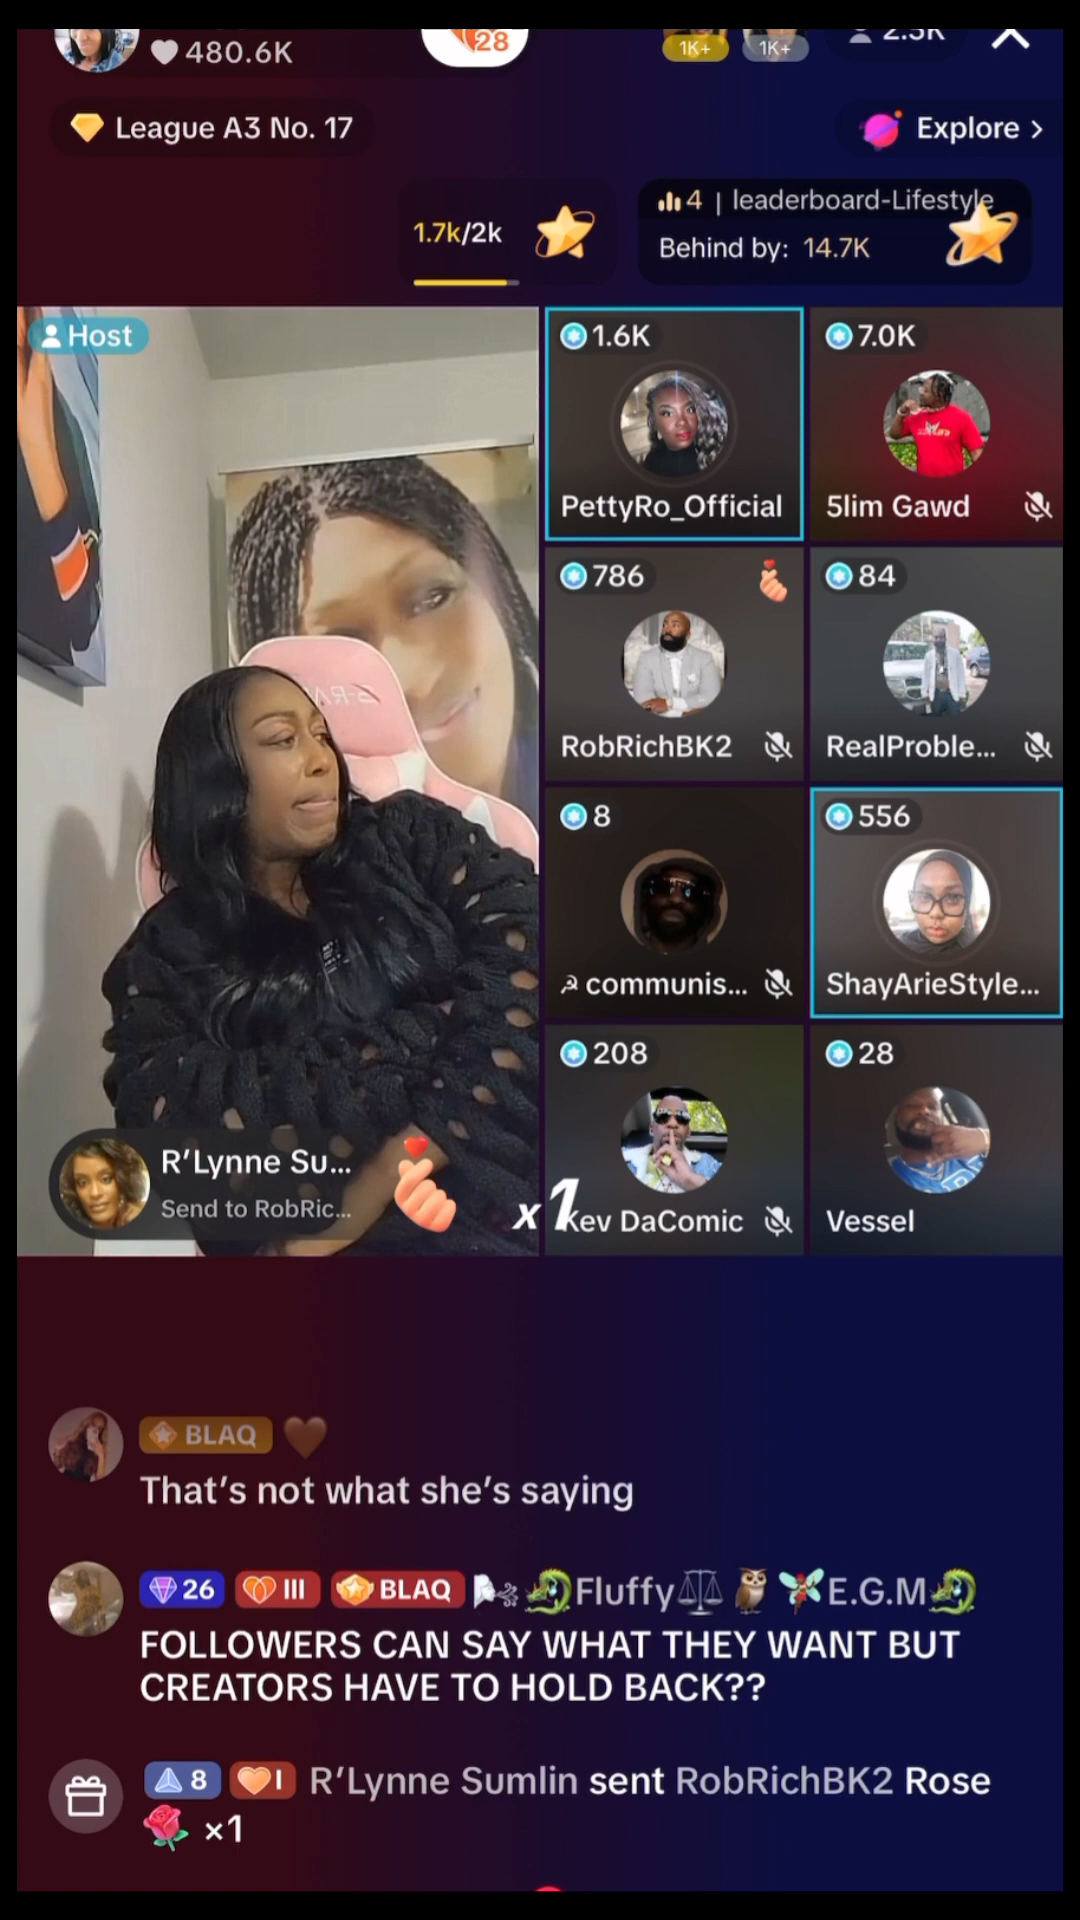 480.6K
28
1K+
1K+
2.5K
League A3 No. 17
Explore >
1.7k/2k
4 | leaderboard-Lifestyle
Behind by: 14.7K
Host
1.6K
PettyRo_Official
7.0K
5lim Gawd
786
RobRichBK2
84
RealProble...
8
☭ communis...
556
ShayArieStyle...
208
Kev DaComic
28
Vessel
R'Lynne Su...
Send to RobRic...
x1
BLAQ 🤎
That's not what she's saying
26 III BLAQ 🌬️🐉Fluffy⚖️🦉🧚E.G.M🐉
FOLLOWERS CAN SAY WHAT THEY WANT BUT
CREATORS HAVE TO HOLD BACK??
8 I R'Lynne Sumlin sent RobRichBK2 Rose
🌹 ×1